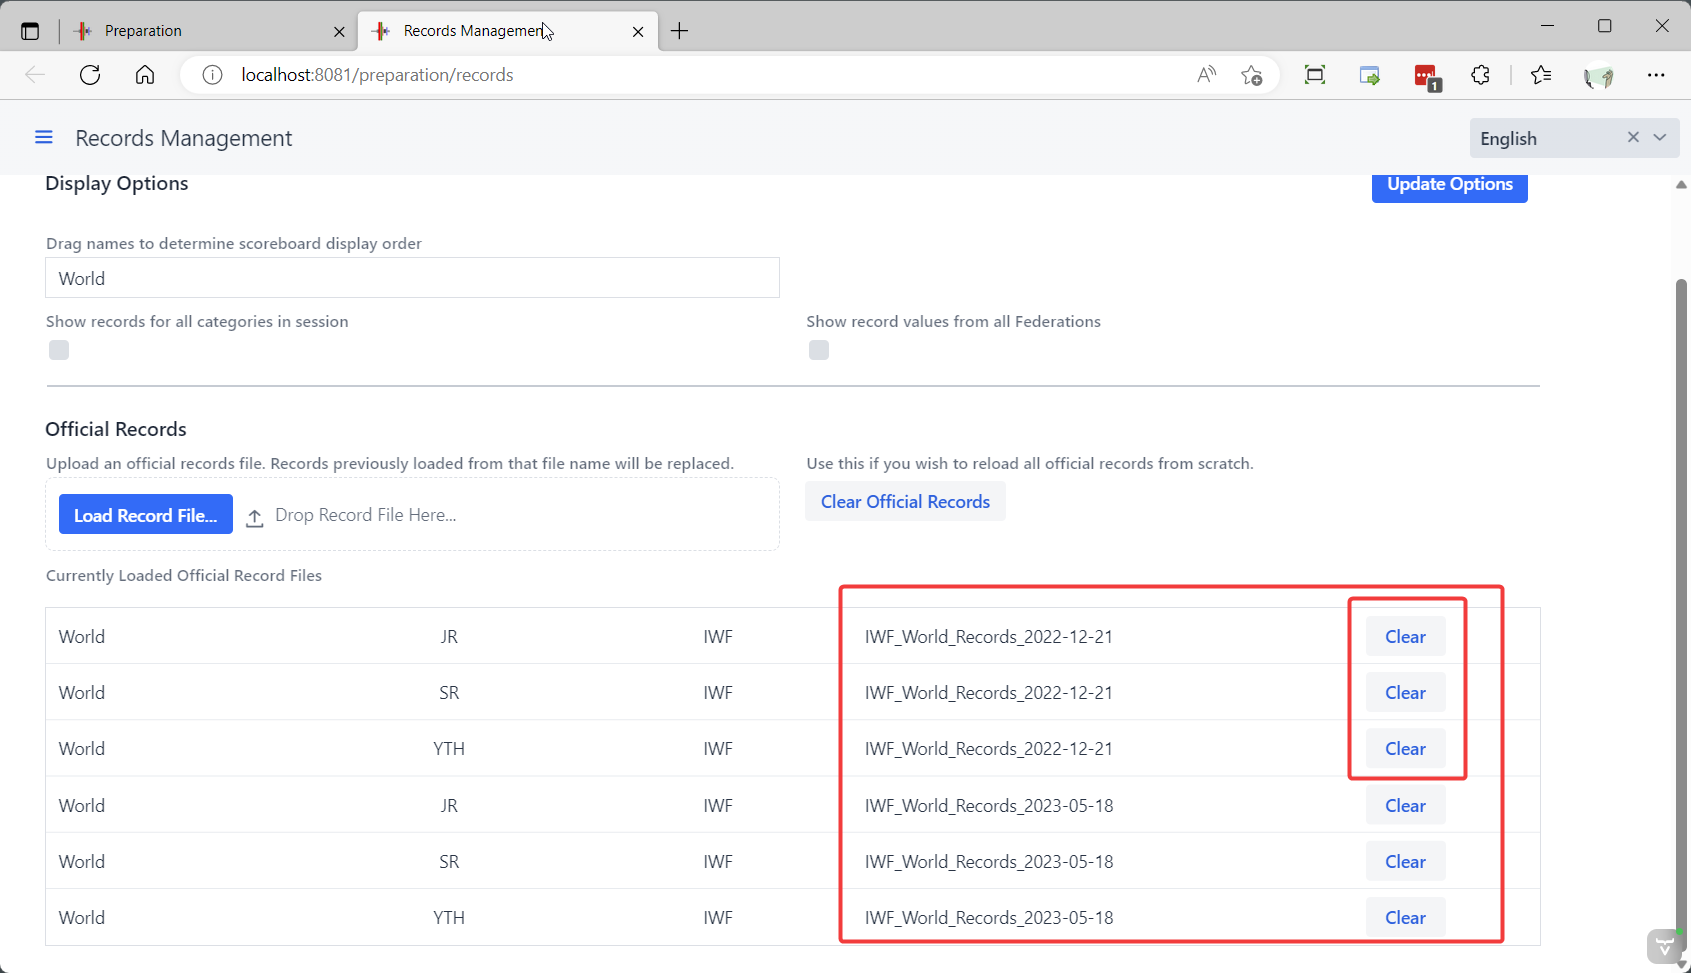 Preparation
Records Management
localhost:8081/preparation/records
1
Records Management
English
Display Options
Update Options
Drag names to determine scoreboard display order
World
Show records for all categories in session
Show record values from all Federations
Official Records
Upload an official records file. Records previously loaded from that file name will be replaced.
Use this if you wish to reload all official records from scratch.
Load Record File...
Drop Record File Here...
Clear Official Records
Currently Loaded Official Record Files
World JR IWF IWF_World_Records_2022-12-21 Clear
World SR IWF IWF_World_Records_2022-12-21 Clear
World YTH IWF IWF_World_Records_2022-12-21 Clear
World JR IWF IWF_World_Records_2023-05-18 Clear
World SR IWF IWF_World_Records_2023-05-18 Clear
World YTH IWF IWF_World_Records_2023-05-18 Clear